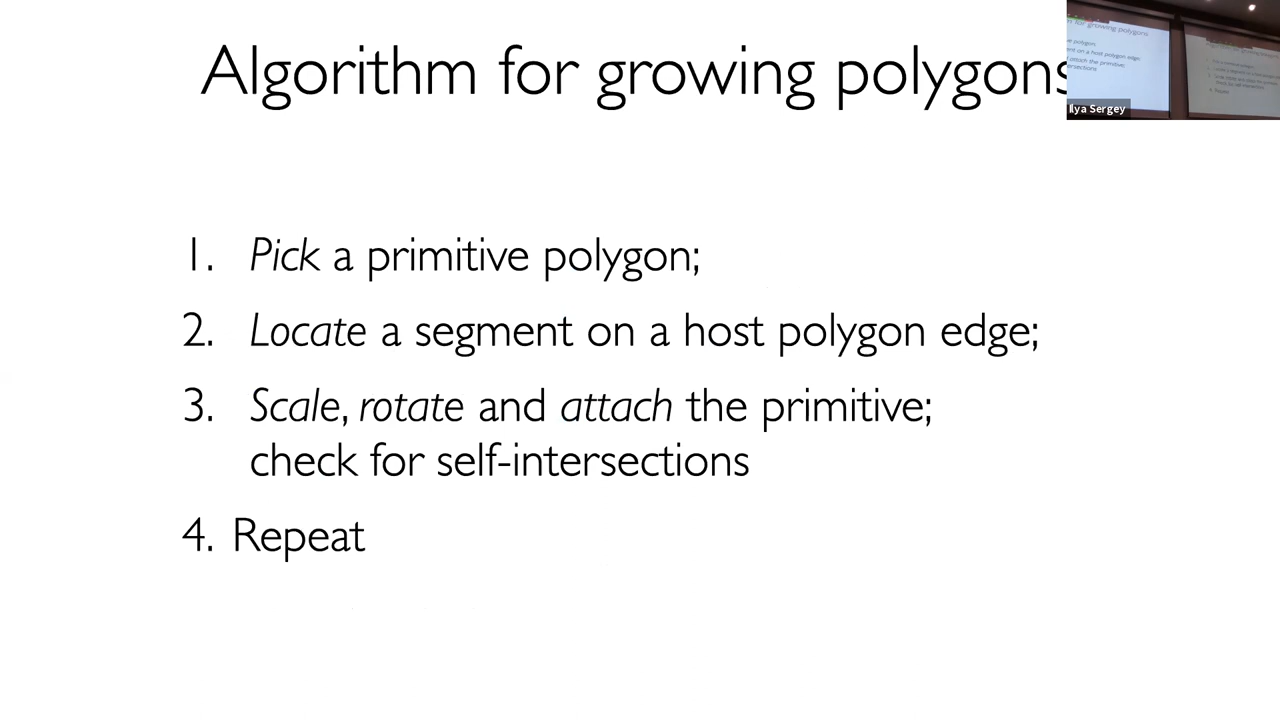 Algorithm for growing polygons
Ilya Sergey
1. Pick a primitive polygon;
2. Locate a segment on a host polygon edge;
3. Scale, rotate and attach the primitive;
check for self-intersections
4. Repeat